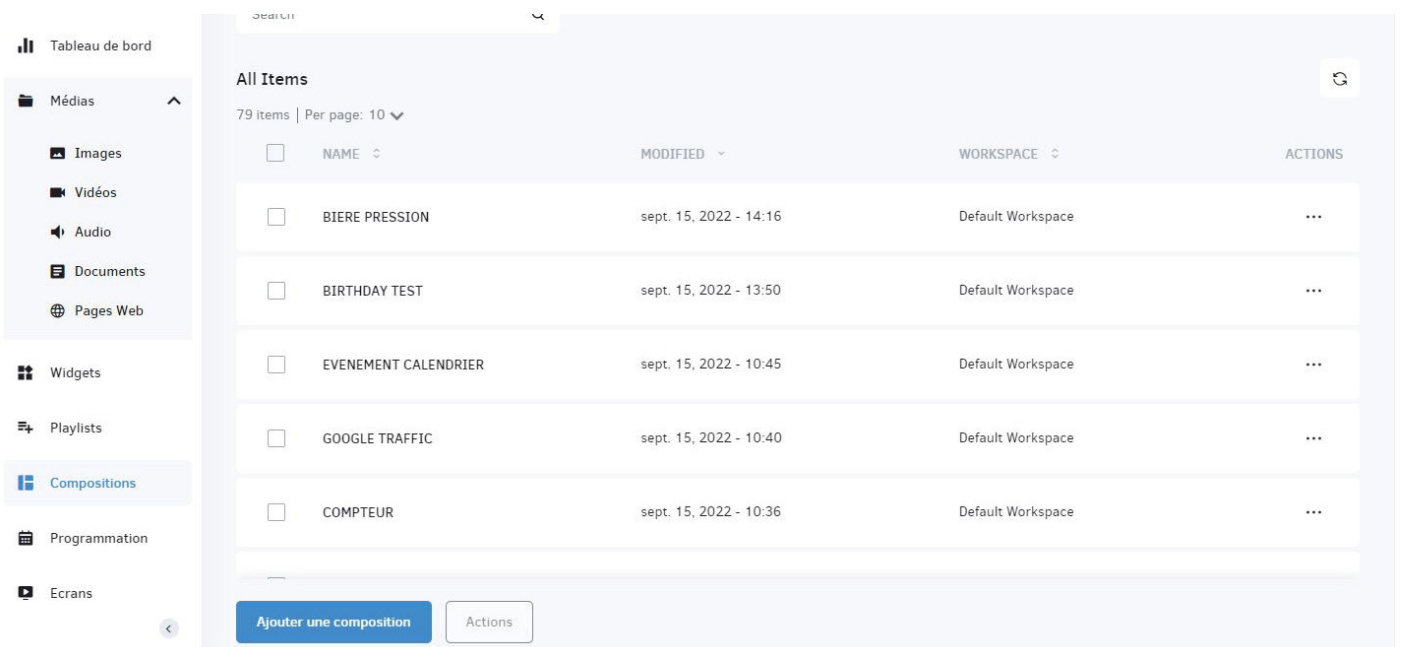 Search
Tableau de bord
Médias
Images
Vidéos
Audio
Documents
Pages Web
Widgets
Playlists
Compositions
Programmation
Ecrans
All Items
79 items | Per page: 10
NAME MODIFIED WORKSPACE ACTIONS
BIERE PRESSION sept. 15, 2022 - 14:16 Default Workspace
BIRTHDAY TEST sept. 15, 2022 - 13:50 Default Workspace
EVENEMENT CALENDRIER sept. 15, 2022 - 10:45 Default Workspace
GOOGLE TRAFFIC sept. 15, 2022 - 10:40 Default Workspace
COMPTEUR sept. 15, 2022 - 10:36 Default Workspace
Ajouter une composition Actions